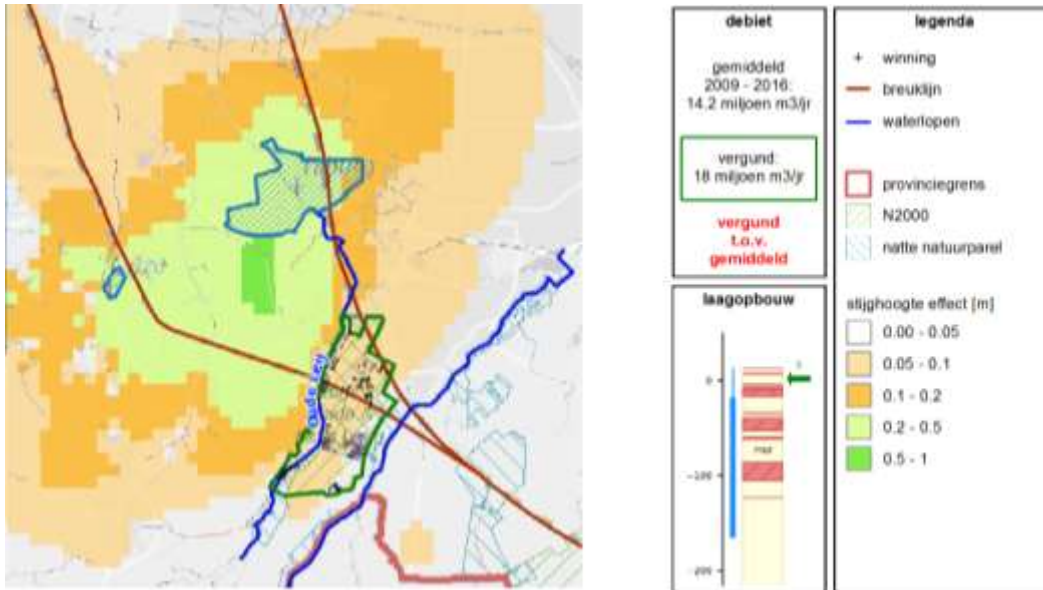 Oude Leij
debiet
gemiddeld
2009 - 2016:
14.2 miljoen m3/jr
vergund:
18 miljoen m3/jr
vergund
t.o.v.
gemiddeld
laagopbouw
0
-100
-200
legenda
winning
breuklijn
waterlopen
provinciegrens
N2000
natte natuurparel
stijghoogte effect [m]
0.00 - 0.05
0.05 - 0.1
0.1 - 0.2
0.2 - 0.5
0.5 - 1